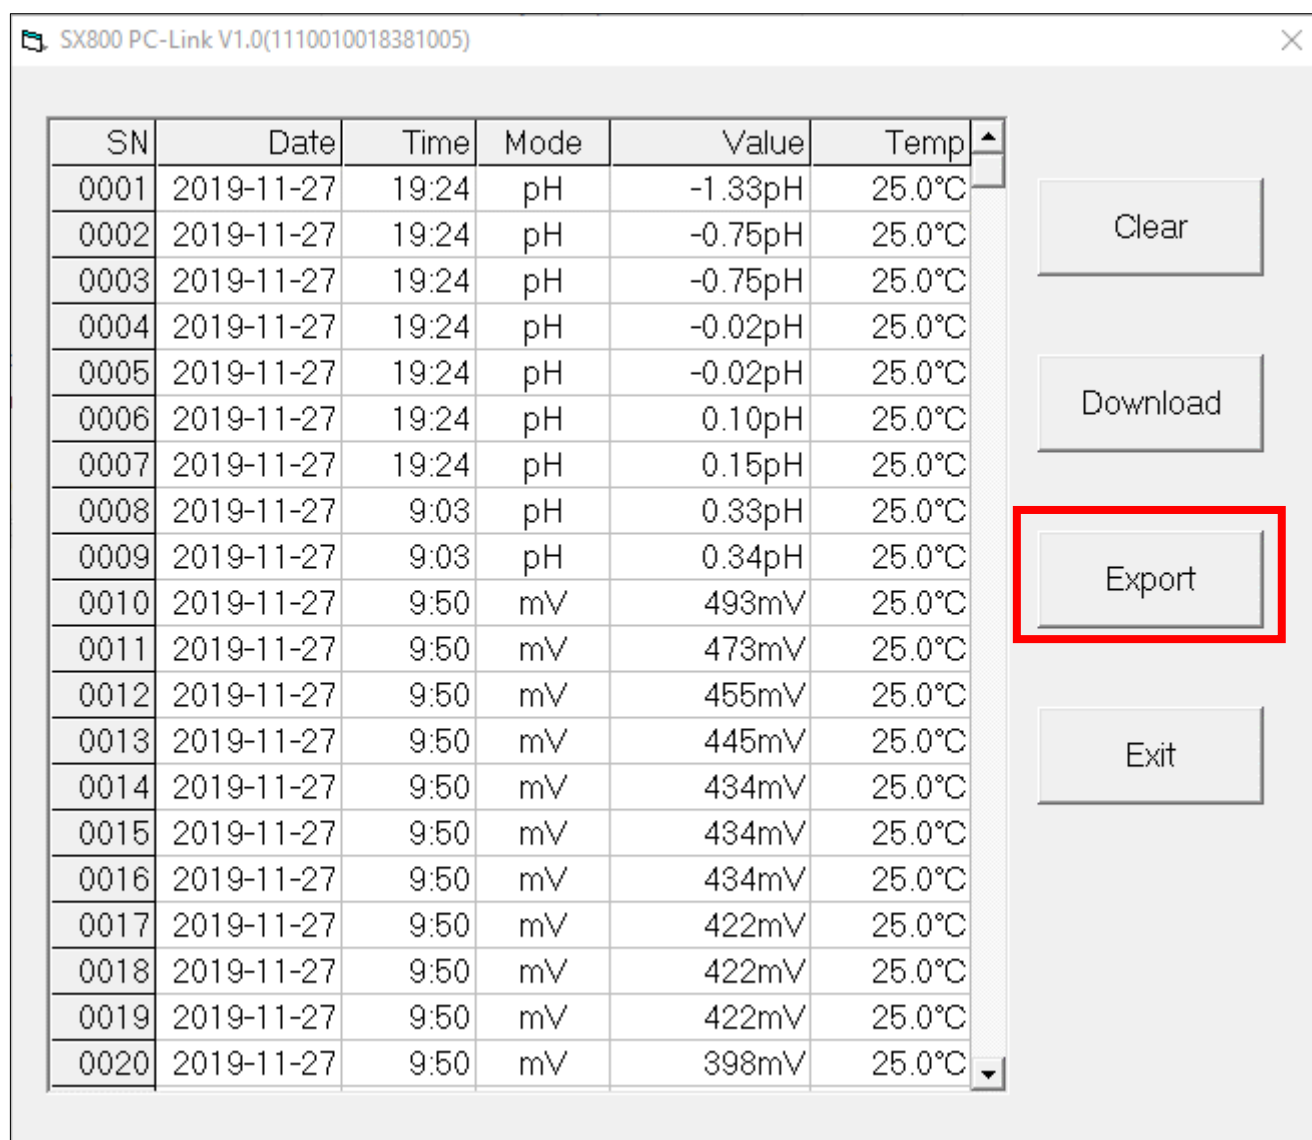 SX800 PC-Link V1.0(1110010018381005)
SN Date Time Mode Value Temp
0001 2019-11-27 19:24 pH -1.33pH 25.0°C
0002 2019-11-27 19:24 pH -0.75pH 25.0°C
0003 2019-11-27 19:24 pH -0.75pH 25.0°C
0004 2019-11-27 19:24 pH -0.02pH 25.0°C
0005 2019-11-27 19:24 pH -0.02pH 25.0°C
0006 2019-11-27 19:24 pH 0.10pH 25.0°C
0007 2019-11-27 19:24 pH 0.15pH 25.0°C
0008 2019-11-27 9:03 pH 0.33pH 25.0°C
0009 2019-11-27 9:03 pH 0.34pH 25.0°C
0010 2019-11-27 9:50 mV 493mV 25.0°C
0011 2019-11-27 9:50 mV 473mV 25.0°C
0012 2019-11-27 9:50 mV 455mV 25.0°C
0013 2019-11-27 9:50 mV 445mV 25.0°C
0014 2019-11-27 9:50 mV 434mV 25.0°C
0015 2019-11-27 9:50 mV 434mV 25.0°C
0016 2019-11-27 9:50 mV 434mV 25.0°C
0017 2019-11-27 9:50 mV 422mV 25.0°C
0018 2019-11-27 9:50 mV 422mV 25.0°C
0019 2019-11-27 9:50 mV 422mV 25.0°C
0020 2019-11-27 9:50 mV 398mV 25.0°C
Clear
Download
Export
Exit